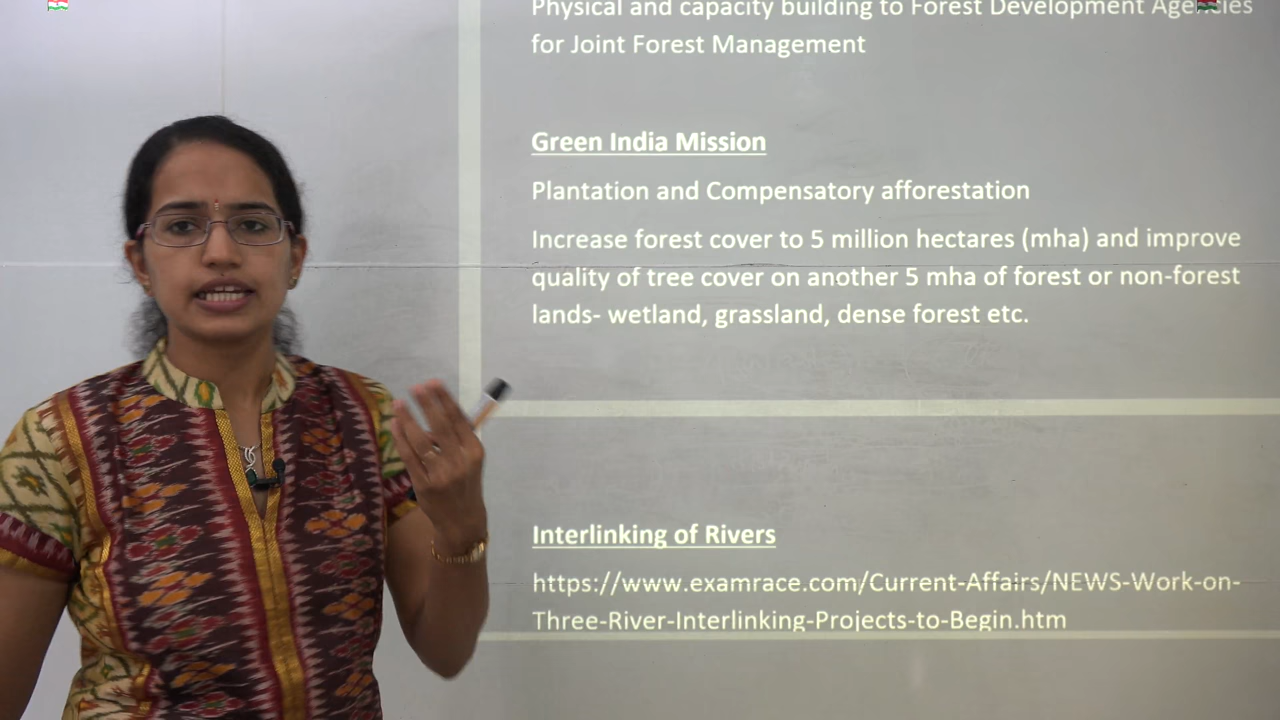 Physical and capacity building to Forest Development Agencies
for Joint Forest Management
Green India Mission
Plantation and Compensatory afforestation
Increase forest cover to 5 million hectares (mha) and improve
quality of tree cover on another 5 mha of forest or non-forest
lands- wetland, grassland, dense forest etc.
Interlinking of Rivers
https://www.examrace.com/Current-Affairs/NEWS-Work-on-
Three-River-Interlinking-Projects-to-Begin.htm